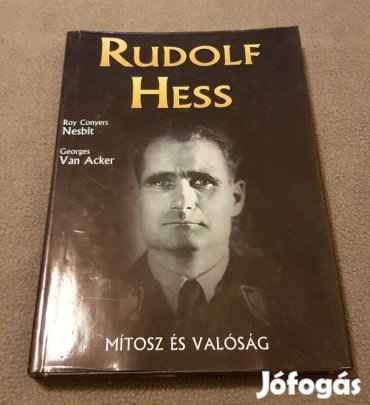 RUDOLF
HESS
Roy Conyers
Nesbit
Georges
Van Acker
MÍTOSZ ÉS VALÓSÁG
Jófogás